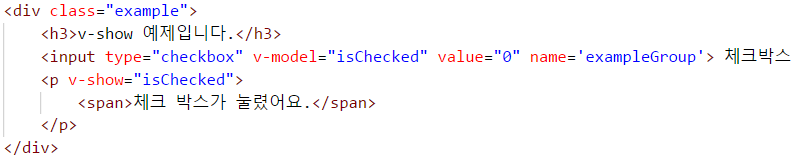 <div class="example">
<h3>v-show 예제입니다.</h3>
<input type="checkbox" v-model="isChecked" value="0" name='exampleGroup'> 체크박스
<p v-show="isChecked">
<span>체크 박스가 눌렸어요.</span>
</p>
</div>